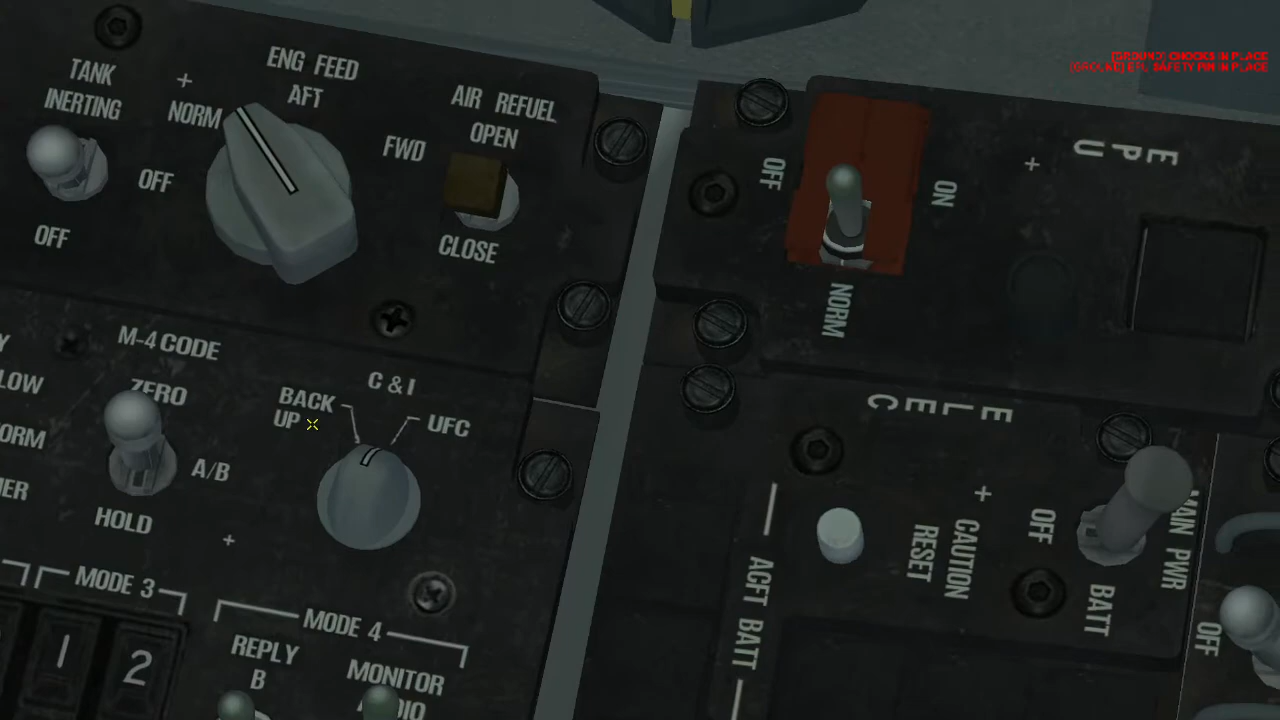 [GROUND] CHOCKS IN PLACE
[GROUND] EPU SAFETY PIN IN PLACE
TANK
INERTING
OFF
+
ENG FEED
AFT
NORM
OFF
FWD
AIR REFUEL
OPEN
CLOSE
M-4 CODE
ZERO
A/B
HOLD
+
LOW
C & I
BACK
UP
UFC
MODE 3
1
2
MODE 4
REPLY
B
MONITOR
EPU
+
OFF
ON
NORM
ELEC
+
ACFT BATT
CAUTION
RESET
OFF
BATT
MAIN PWR
OFF